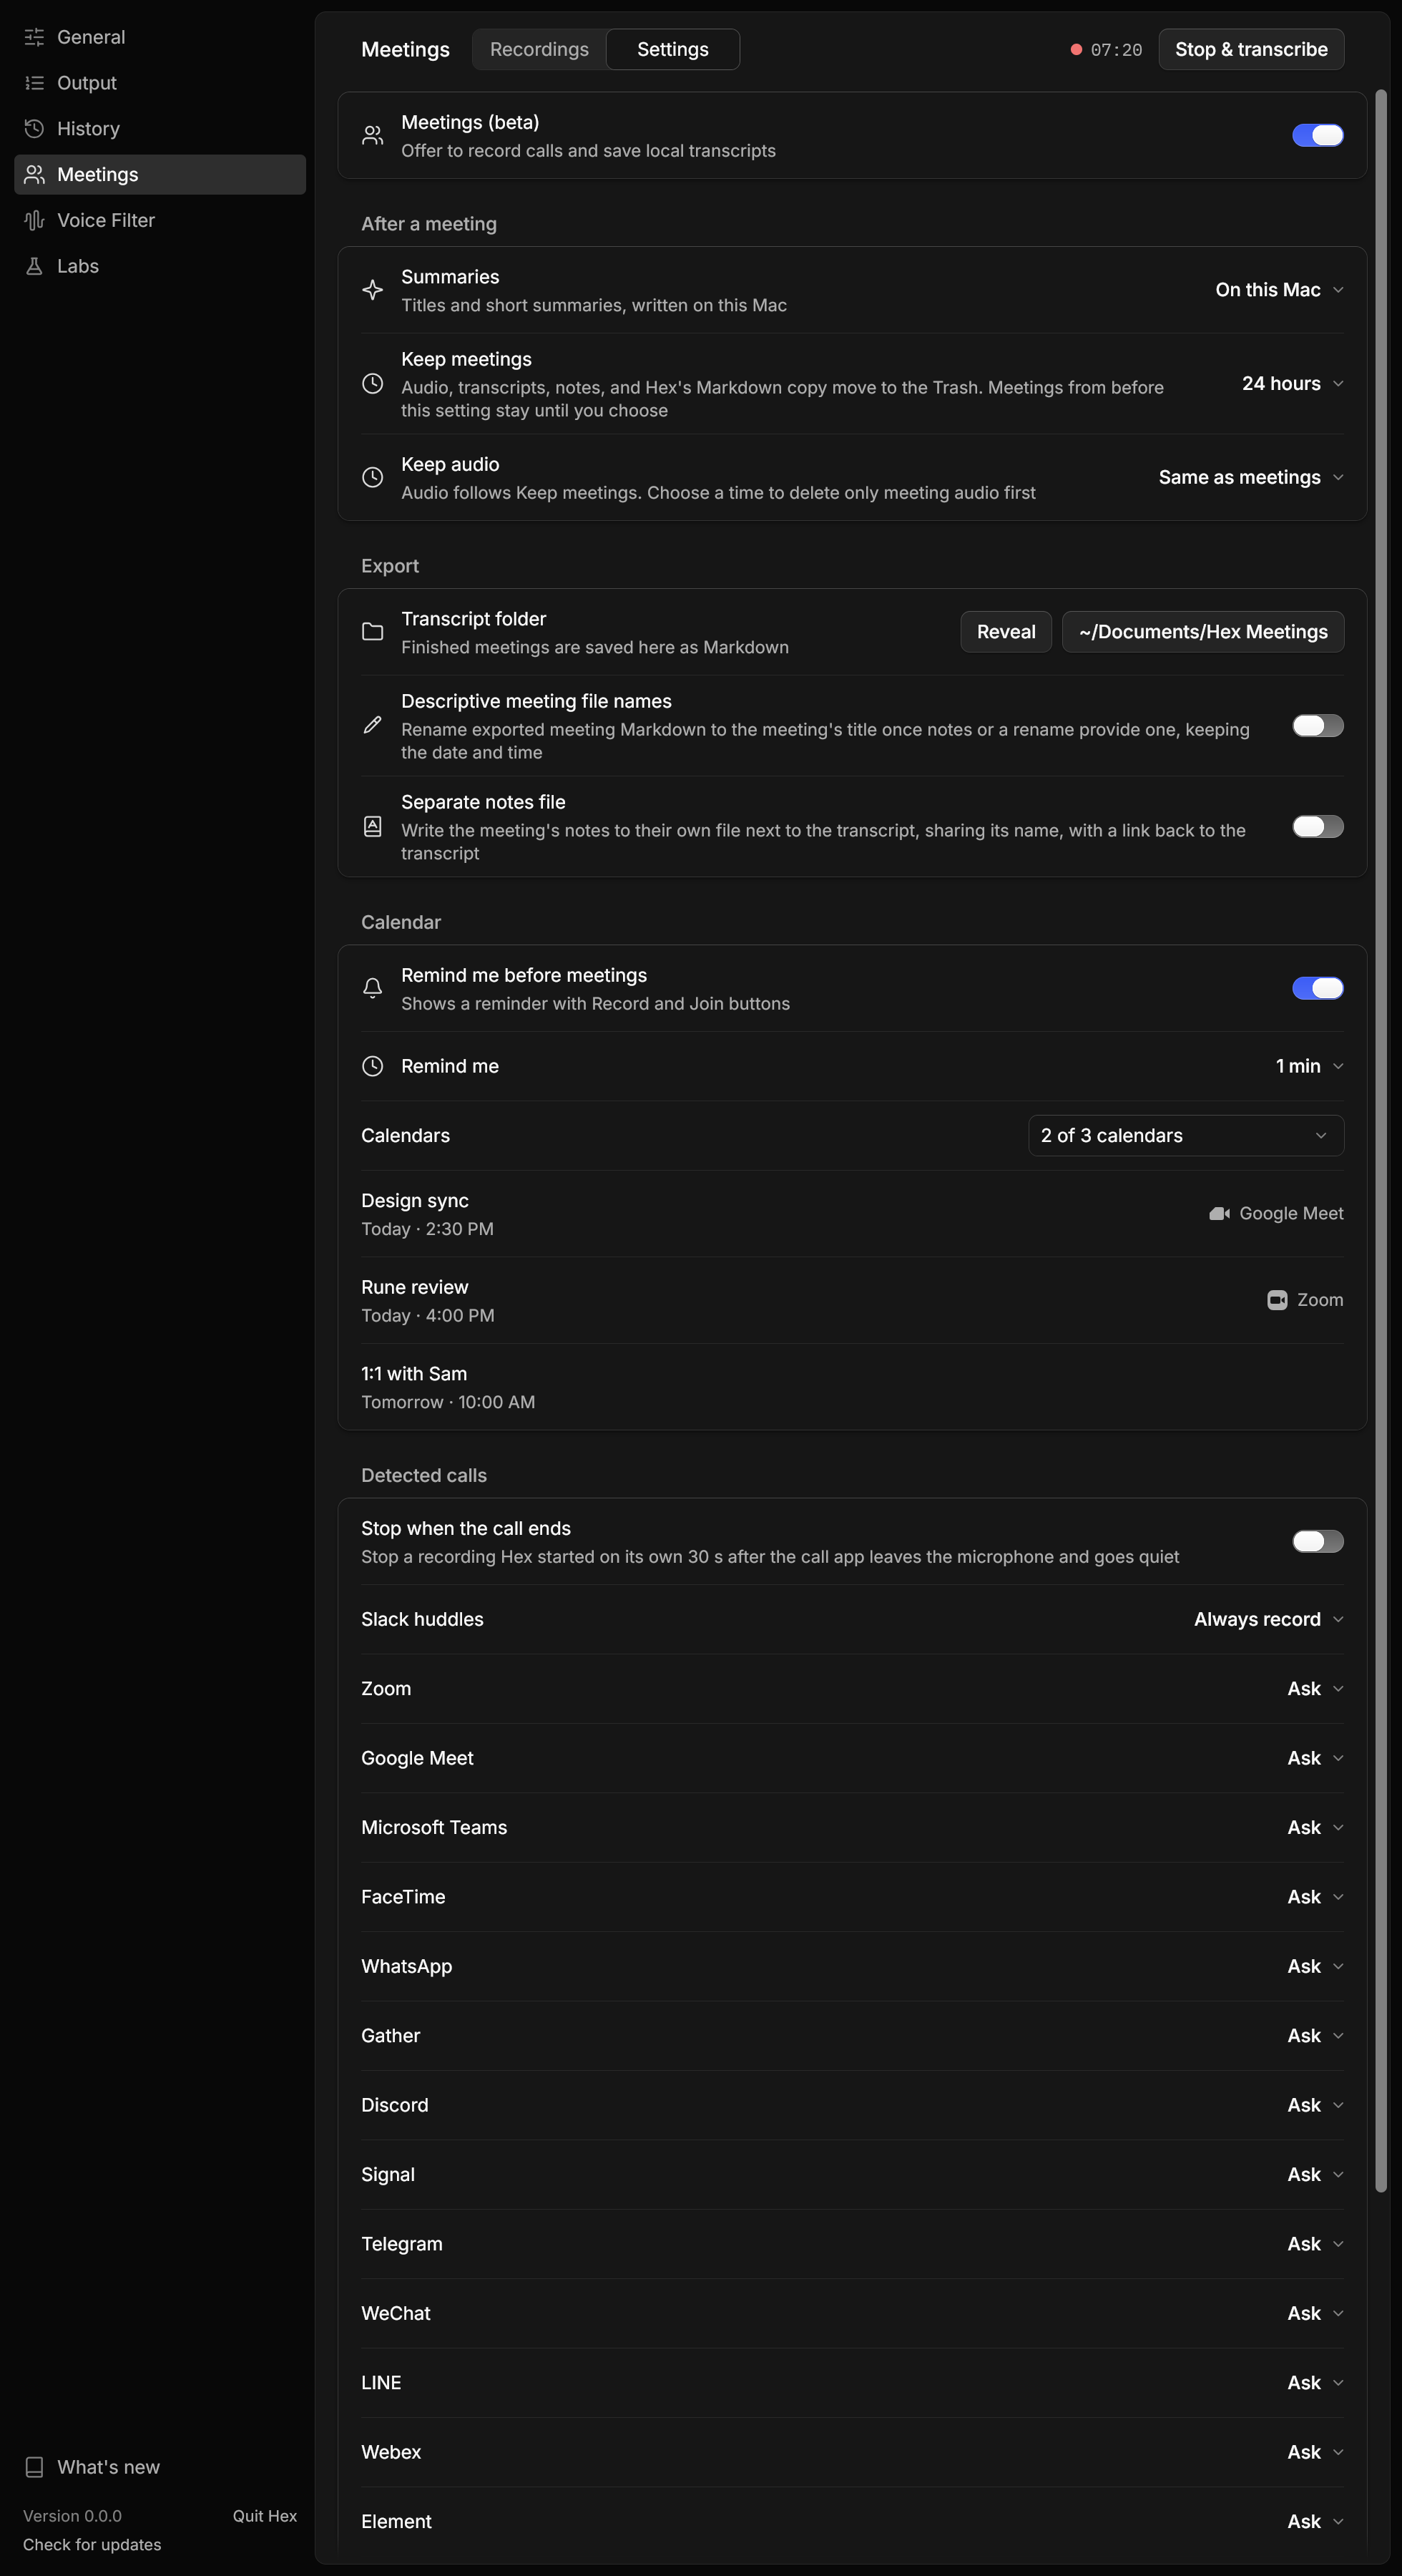 General
Output
History
Meetings
Voice Filter
Labs
What's new
Version 0.0.0
Quit Hex
Check for updates
Meetings
Recordings
Settings
07:20
Stop & transcribe
Meetings (beta)
Offer to record calls and save local transcripts
After a meeting
Summaries
Titles and short summaries, written on this Mac
On this Mac
Keep meetings
Audio, transcripts, notes, and Hex's Markdown copy move to the Trash. Meetings from before
this setting stay until you choose
24 hours
Keep audio
Audio follows Keep meetings. Choose a time to delete only meeting audio first
Same as meetings
Export
Transcript folder
Finished meetings are saved here as Markdown
Reveal
~/Documents/Hex Meetings
Descriptive meeting file names
Rename exported meeting Markdown to the meeting's title once notes or a rename provide one, keeping
the date and time
Separate notes file
Write the meeting's notes to their own file next to the transcript, sharing its name, with a link back to the
transcript
Calendar
Remind me before meetings
Shows a reminder with Record and Join buttons
Remind me
1 min
Calendars
2 of 3 calendars
Design sync
Today · 2:30 PM
Google Meet
Rune review
Today · 4:00 PM
Zoom
1:1 with Sam
Tomorrow · 10:00 AM
Detected calls
Stop when the call ends
Stop a recording Hex started on its own 30 s after the call app leaves the microphone and goes quiet
Slack huddles
Always record
Zoom
Ask
Google Meet
Ask
Microsoft Teams
Ask
FaceTime
Ask
WhatsApp
Ask
Gather
Ask
Discord
Ask
Signal
Ask
Telegram
Ask
WeChat
Ask
LINE
Ask
Webex
Ask
Element
Ask